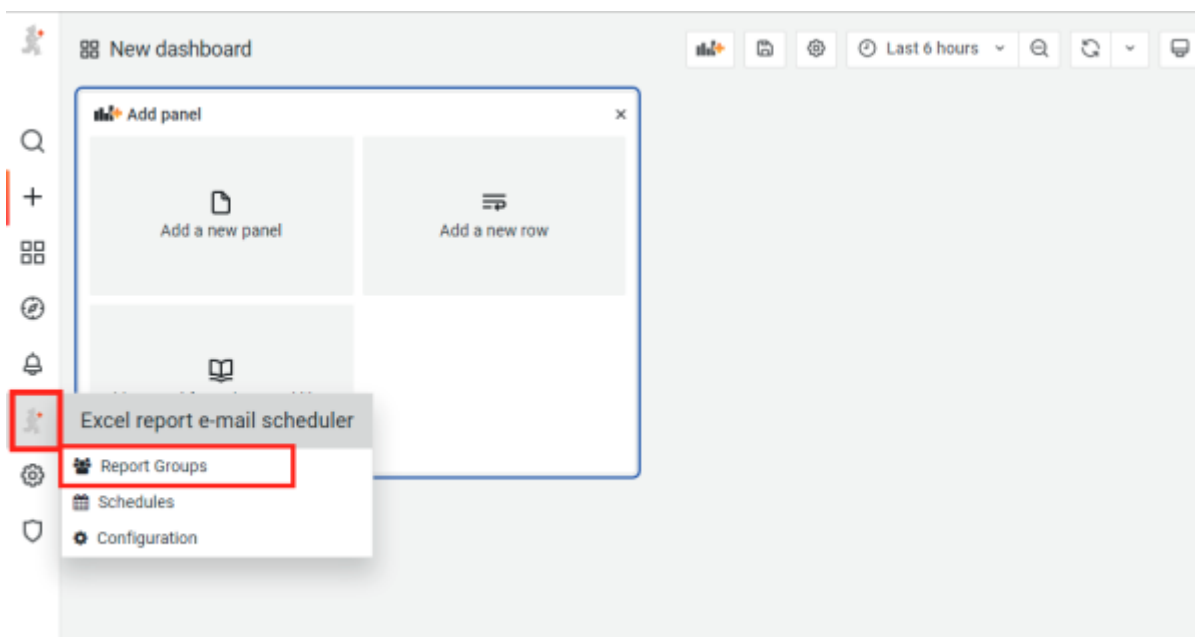 New dashboard
Last 6 hours
Add panel
Add a new panel
Add a new row
Excel report e-mail scheduler
Report Groups
Schedules
Configuration